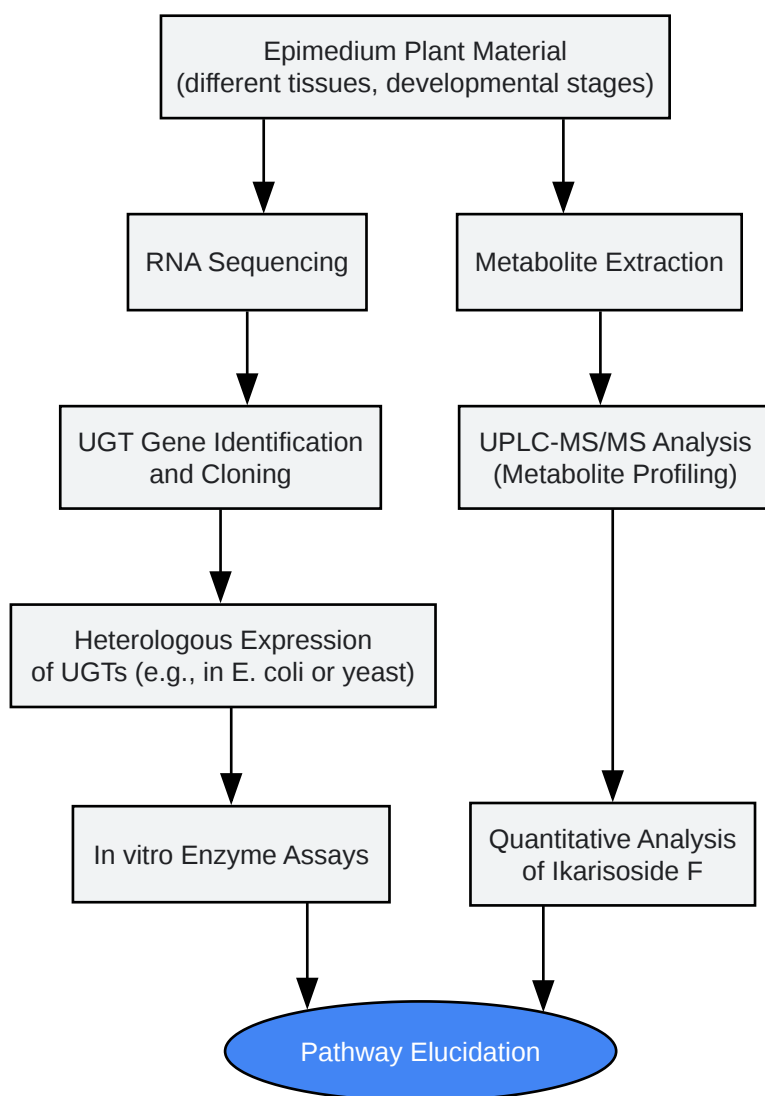 Epimedium Plant Material
(different tissues, developmental stages)
RNA Sequencing
Metabolite Extraction
UGT Gene Identification
and Cloning
UPLC-MS/MS Analysis
(Metabolite Profiling)
Heterologous Expression
of UGTs (e.g., in E. coli or yeast)
In vitro Enzyme Assays
Quantitative Analysis
of Ikarisoside F
Pathway Elucidation